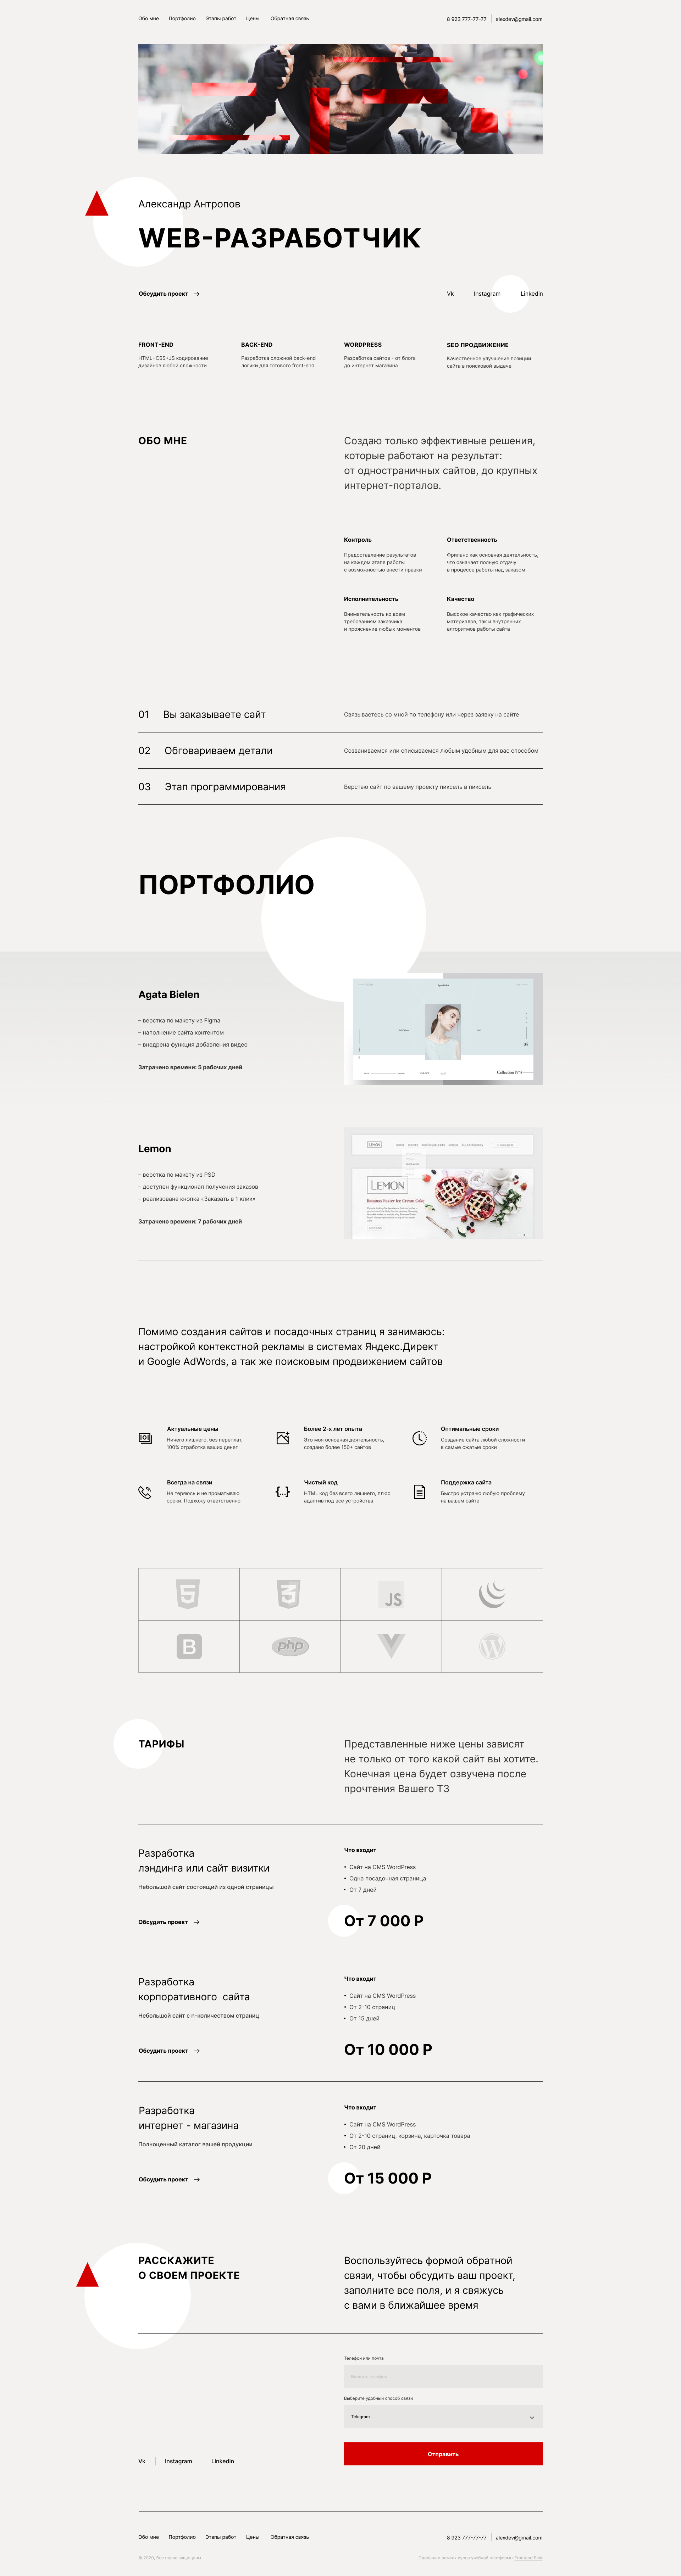 Обо мне Портфолио Этапы работ Цены Обратная связь 8 923 777-77-77 alexdev@gmail.com
Александр Антропов
WEB-РАЗРАБОТЧИК
Обсудить проект → Vk Instagram Linkedin
FRONT-END
HTML+CSS+JS кодирование
дизайнов любой сложности
BACK-END
Разработка сложной back-end
логики для готового front-end
WORDPRESS
Разработка сайтов - от блога
до интернет магазина
SEO ПРОДВИЖЕНИЕ
Качественное улучшение позиций
сайта в поисковой выдаче
ОБО МНЕ
Создаю только эффективные решения,
которые работают на результат:
от одностраничных сайтов, до крупных
интернет-порталов.
Контроль
Предоставление результатов
на каждом этапе работы
с возможностью внести правки
Ответственность
Фриланс как основная деятельность,
что означает полную отдачу
в процессе работы над заказом
Исполнительность
Внимательность ко всем
требованиям заказчика
и прояснение любых моментов
Качество
Высокое качество как графических
материалов, так и внутренних
алгоритмов работы сайта
01 Вы заказываете сайт Связываетесь со мной по телефону или через заявку на сайте
02 Обговариваем детали Созваниваемся или списываемся любым удобным для вас способом
03 Этап программирования Верстаю сайт по вашему проекту пиксель в пиксель
ПОРТФОЛИО
Agata Bielen
– верстка по макету из Figma
– наполнение сайта контентом
– внедрена функция добавления видео
Затрачено времени: 5 рабочих дней
Collection N°5
Lemon
– верстка по макету из PSD
– доступен функционал получения заказов
– реализована кнопка «Заказать в 1 клик»
Затрачено времени: 7 рабочих дней
LEMON
LEMON
Bananas Foster Ice Cream Cake
Помимо создания сайтов и посадочных страниц я занимаюсь:
настройкой контекстной рекламы в системах Яндекс.Директ
и Google AdWords, а так же поисковым продвижением сайтов
Актуальные цены
Ничего лишнего, без переплат,
100% отработка ваших денег
Более 2-х лет опыта
Это моя основная деятельность,
создано более 150+ сайтов
Оптимальные сроки
Создание сайта любой сложности
в самые сжатые сроки
Всегда на связи
Не теряюсь и не проматываю
сроки. Подхожу ответственно
Чистый код
HTML код без всего лишнего, плюс
адаптив под все устройства
Поддержка сайта
Быстро устраню любую проблему
на вашем сайте
5 3 JS
B php W
ТАРИФЫ
Представленные ниже цены зависят
не только от того какой сайт вы хотите.
Конечная цена будет озвучена после
прочтения Вашего ТЗ
Разработка
лэндинга или сайт визитки
Небольшой сайт состоящий из одной страницы
Обсудить проект →
Что входит
• Сайт на CMS WordPress
• Одна посадочная страница
• От 7 дней
От 7 000 Р
Разработка
корпоративного сайта
Небольшой сайт с n-количеством страниц
Обсудить проект →
Что входит
• Сайт на CMS WordPress
• От 2-10 страниц
• От 15 дней
От 10 000 Р
Разработка
интернет - магазина
Полноценный каталог вашей продукции
Обсудить проект →
Что входит
• Сайт на CMS WordPress
• От 2-10 страниц, корзина, карточка товара
• От 20 дней
От 15 000 Р
РАССКАЖИТЕ
О СВОЕМ ПРОЕКТЕ
Воспользуйтесь формой обратной
связи, чтобы обсудить ваш проект,
заполните все поля, и я свяжусь
с вами в ближайшее время
Телефон или почта
Введите телефон
Выберите удобный способ связи
Telegram
Отправить
Vk Instagram Linkedin
Обо мне Портфолио Этапы работ Цены Обратная связь 8 923 777-77-77 alexdev@gmail.com
© 2020, Все права защищены
Сделано в рамках курса учебной платформы Frontend Blok